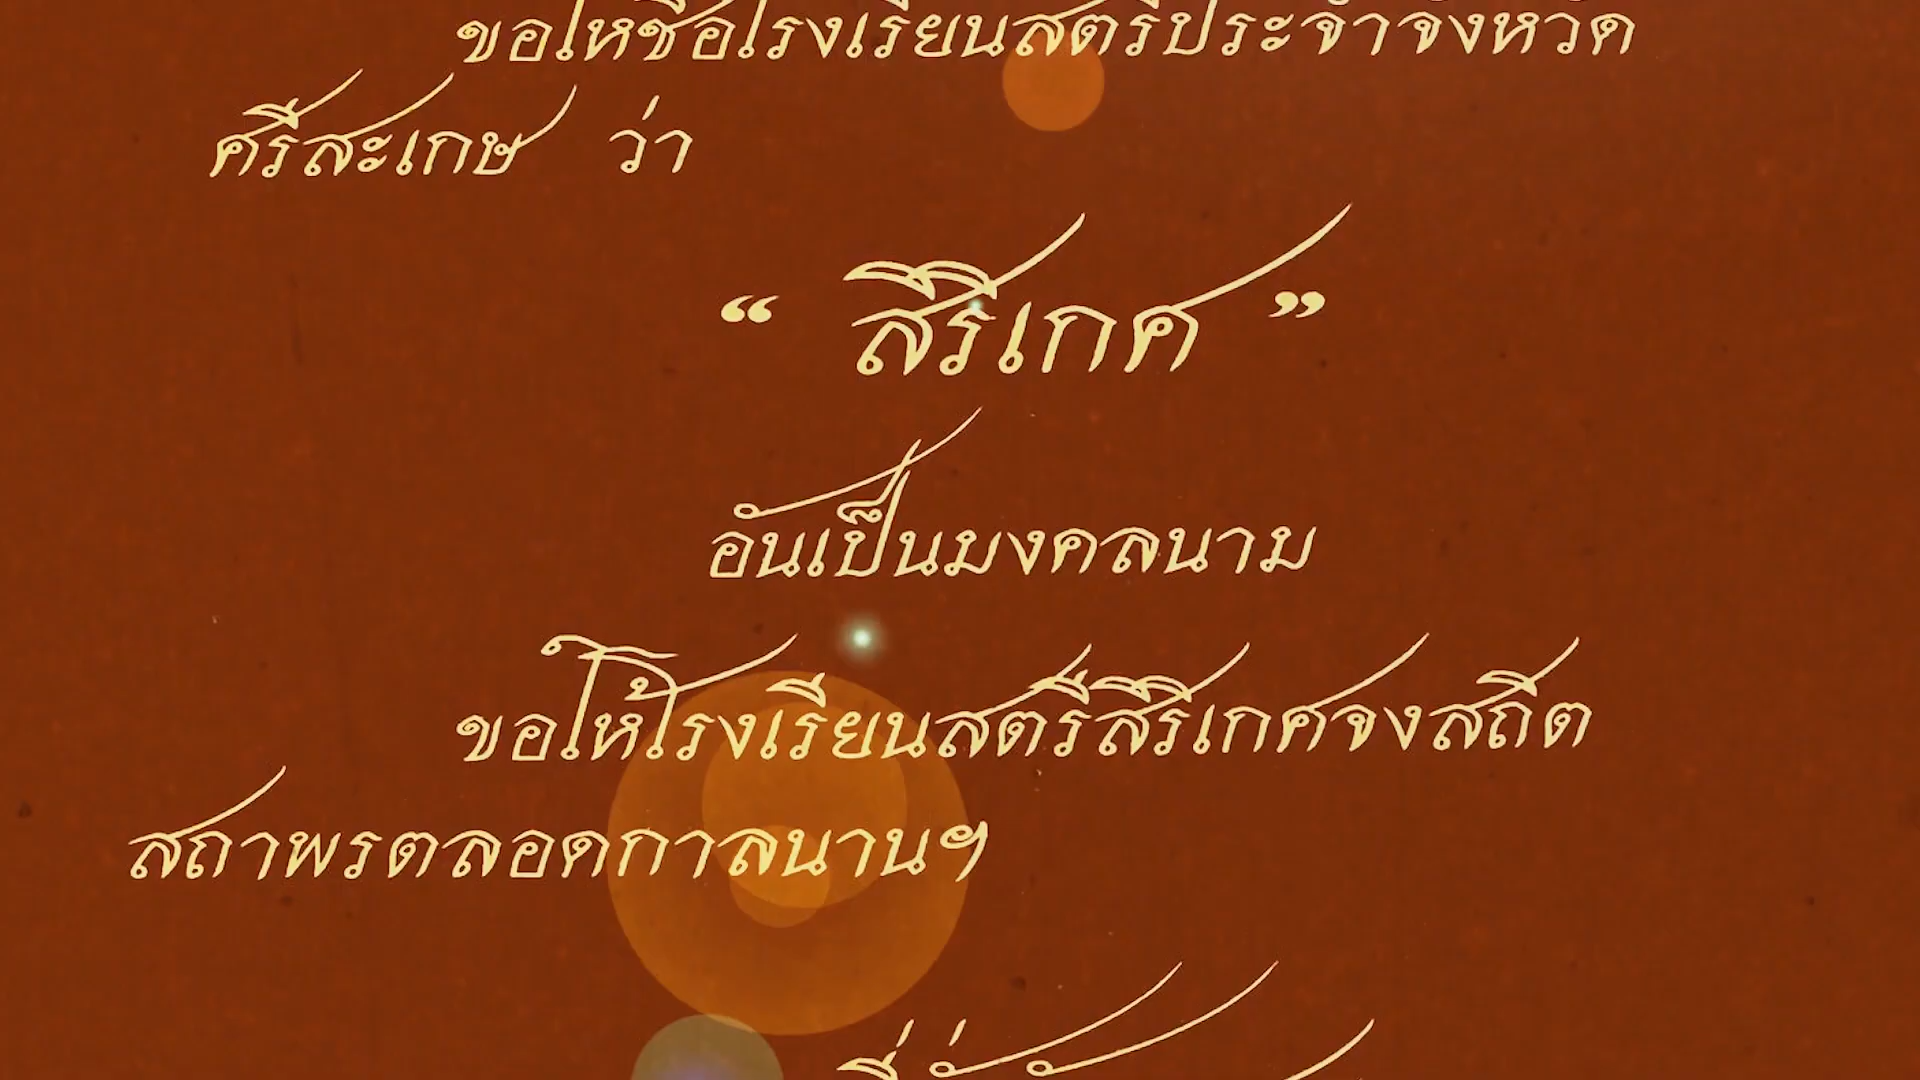 ขอให้ชื่อโรงเรียนสตรีประจำจังหวัด
ศรีสะเกษ ว่า
“ สิริเกศ ”
อันเป็นมงคลนาม
ขอให้โรงเรียนสตรีสิริเกศจงสถิต
สถาพรตลอดกาลนานฯ